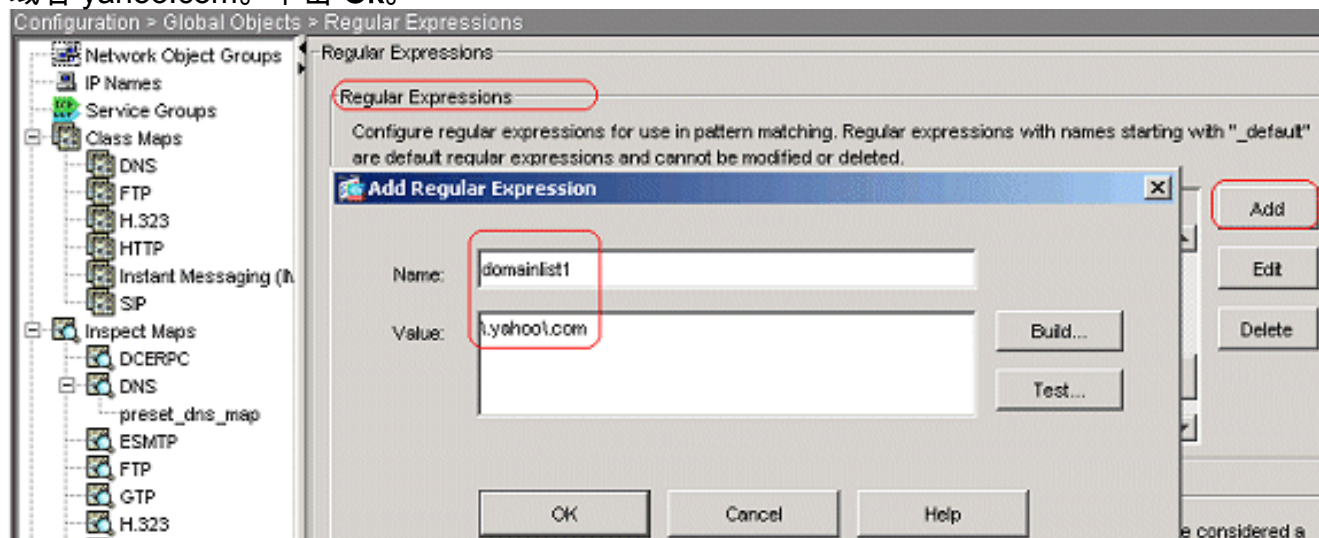 yahoo.com。 Ok。
Configuration > Global Objects > Regular Expressions
Network Object Groups
IP Names
Service Groups
Class Maps
DNS
FTP
H.323
HTTP
Instant Messaging (
SIP
Inspect Maps
DCERPC
DNS
preset_dns_map
ESMTP
FTP
GTP
H.323
Regular Expressions
Regular Expressions
Configure regular expressions for use in pattern matching. Regular expressions with names starting with "_default"
are default regular expressions and cannot be modified or deleted.
Add Regular Expression
Name: domainlist1
Value: \.yahoo\.com
Build...
Test...
OK Cancel Help
Add
Edit
Delete
considered a